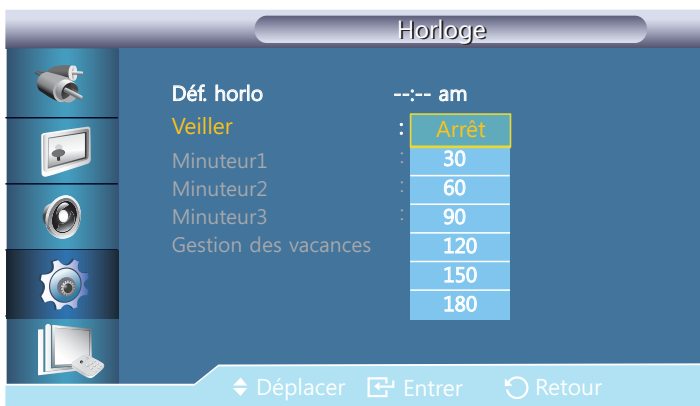 Horloge
Déf. horlo --:-- am
Veiller : Arrêt
Minuteur1 : 30
Minuteur2 : 60
Minuteur3 : 90
Gestion des vacances 120
150
180
Déplacer Entrer Retour